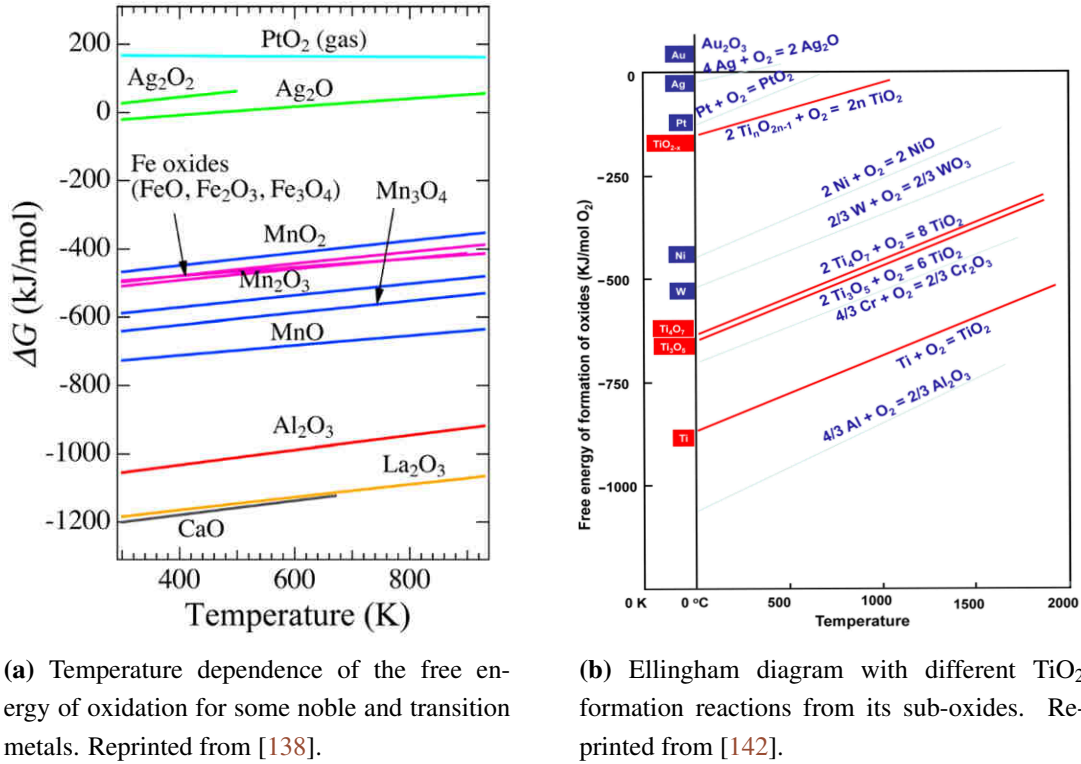 200
0
-200
-400
-600
-800
-1000
-1200
ΔG (kJ/mol)
PtO₂ (gas)
Ag₂O₂
Ag₂O
Fe oxides
(FeO, Fe₂O₃, Fe₃O₄)
Mn₃O₄
MnO₂
Mn₂O₃
MnO
Al₂O₃
La₂O₃
CaO
400
600
800
Temperature (K)
(a) Temperature dependence of the free en-
ergy of oxidation for some noble and transition
metals. Reprinted from [138].
Free energy of formation of oxides (KJ/mol O₂)
0
−250
−500
−750
−1000
Au
Ag
Pt
TiO₂₋ₓ
Ni
W
Ti₄O₇
Ti₃O₅
Ti
Au₂O₃
4 Ag + O₂ = 2 Ag₂O
Pt + O₂ = PtO₂
2 TiₙO₂ₙ₋₁ + O₂ = 2n TiO₂
2 Ni + O₂ = 2 NiO
2/3 W + O₂ = 2/3 WO₃
2 Ti₄O₇ + O₂ = 8 TiO₂
2 Ti₃O₅ + O₂ = 6 TiO₂
4/3 Cr + O₂ = 2/3 Cr₂O₃
Ti + O₂ = TiO₂
4/3 Al + O₂ = 2/3 Al₂O₃
0 K
0 °C
500
1000
1500
2000
Temperature
(b) Ellingham diagram with different TiO₂
formation reactions from its sub-oxides. Re-
printed from [142].